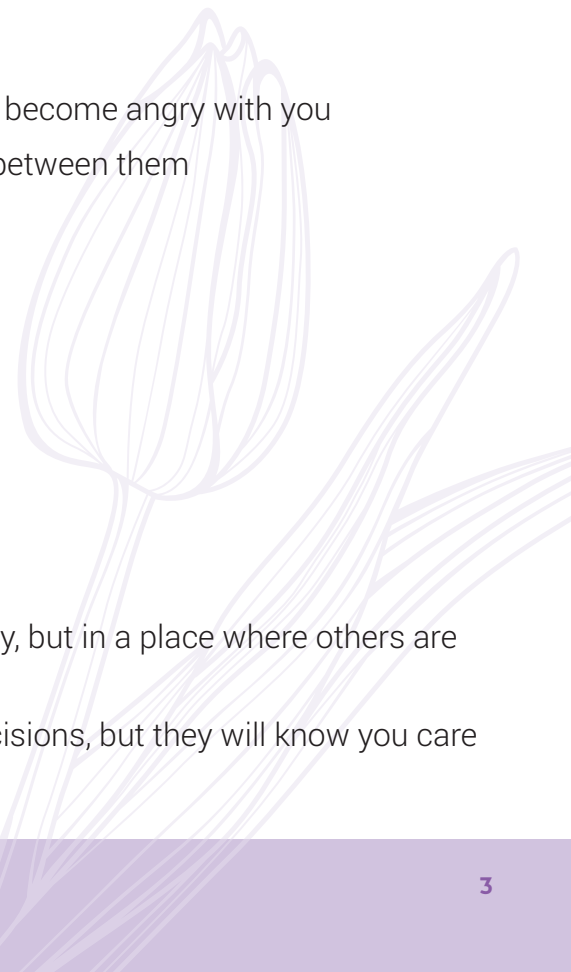 become angry with you
between them
y, but in a place where others are
cisions, but they will know you care
3